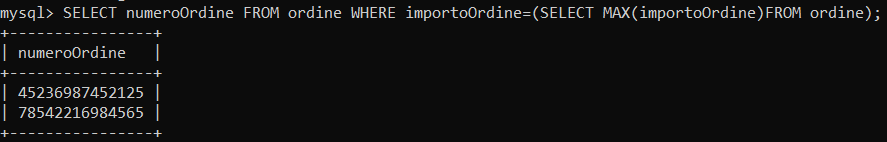 mysql> SELECT numeroOrdine FROM ordine WHERE importoOrdine=(SELECT MAX(importoOrdine)FROM ordine);
+----------------+
| numeroOrdine   |
+----------------+
| 45236987452125 |
| 78542216984565 |
+----------------+